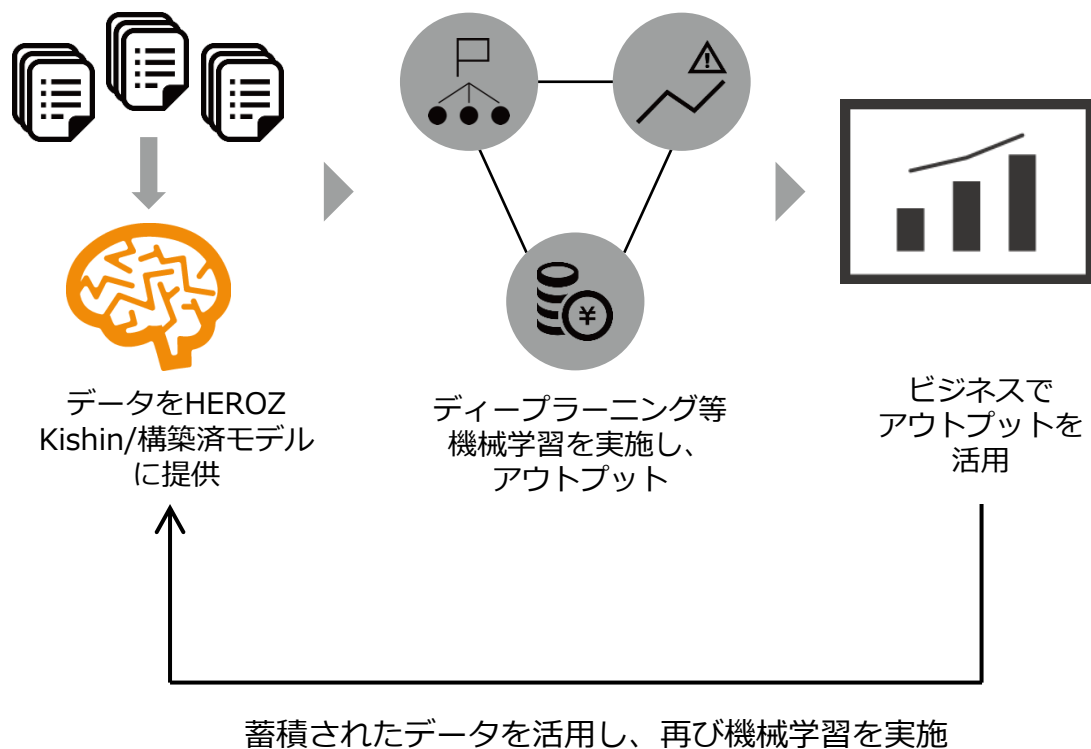 データをHEROZ
Kishin/構築済モデル
に提供
ディープラーニング等
機械学習を実施し、
アウトプット
¥
ビジネスで
アウトプットを
活用
蓄積されたデータを活用し、再び機械学習を実施